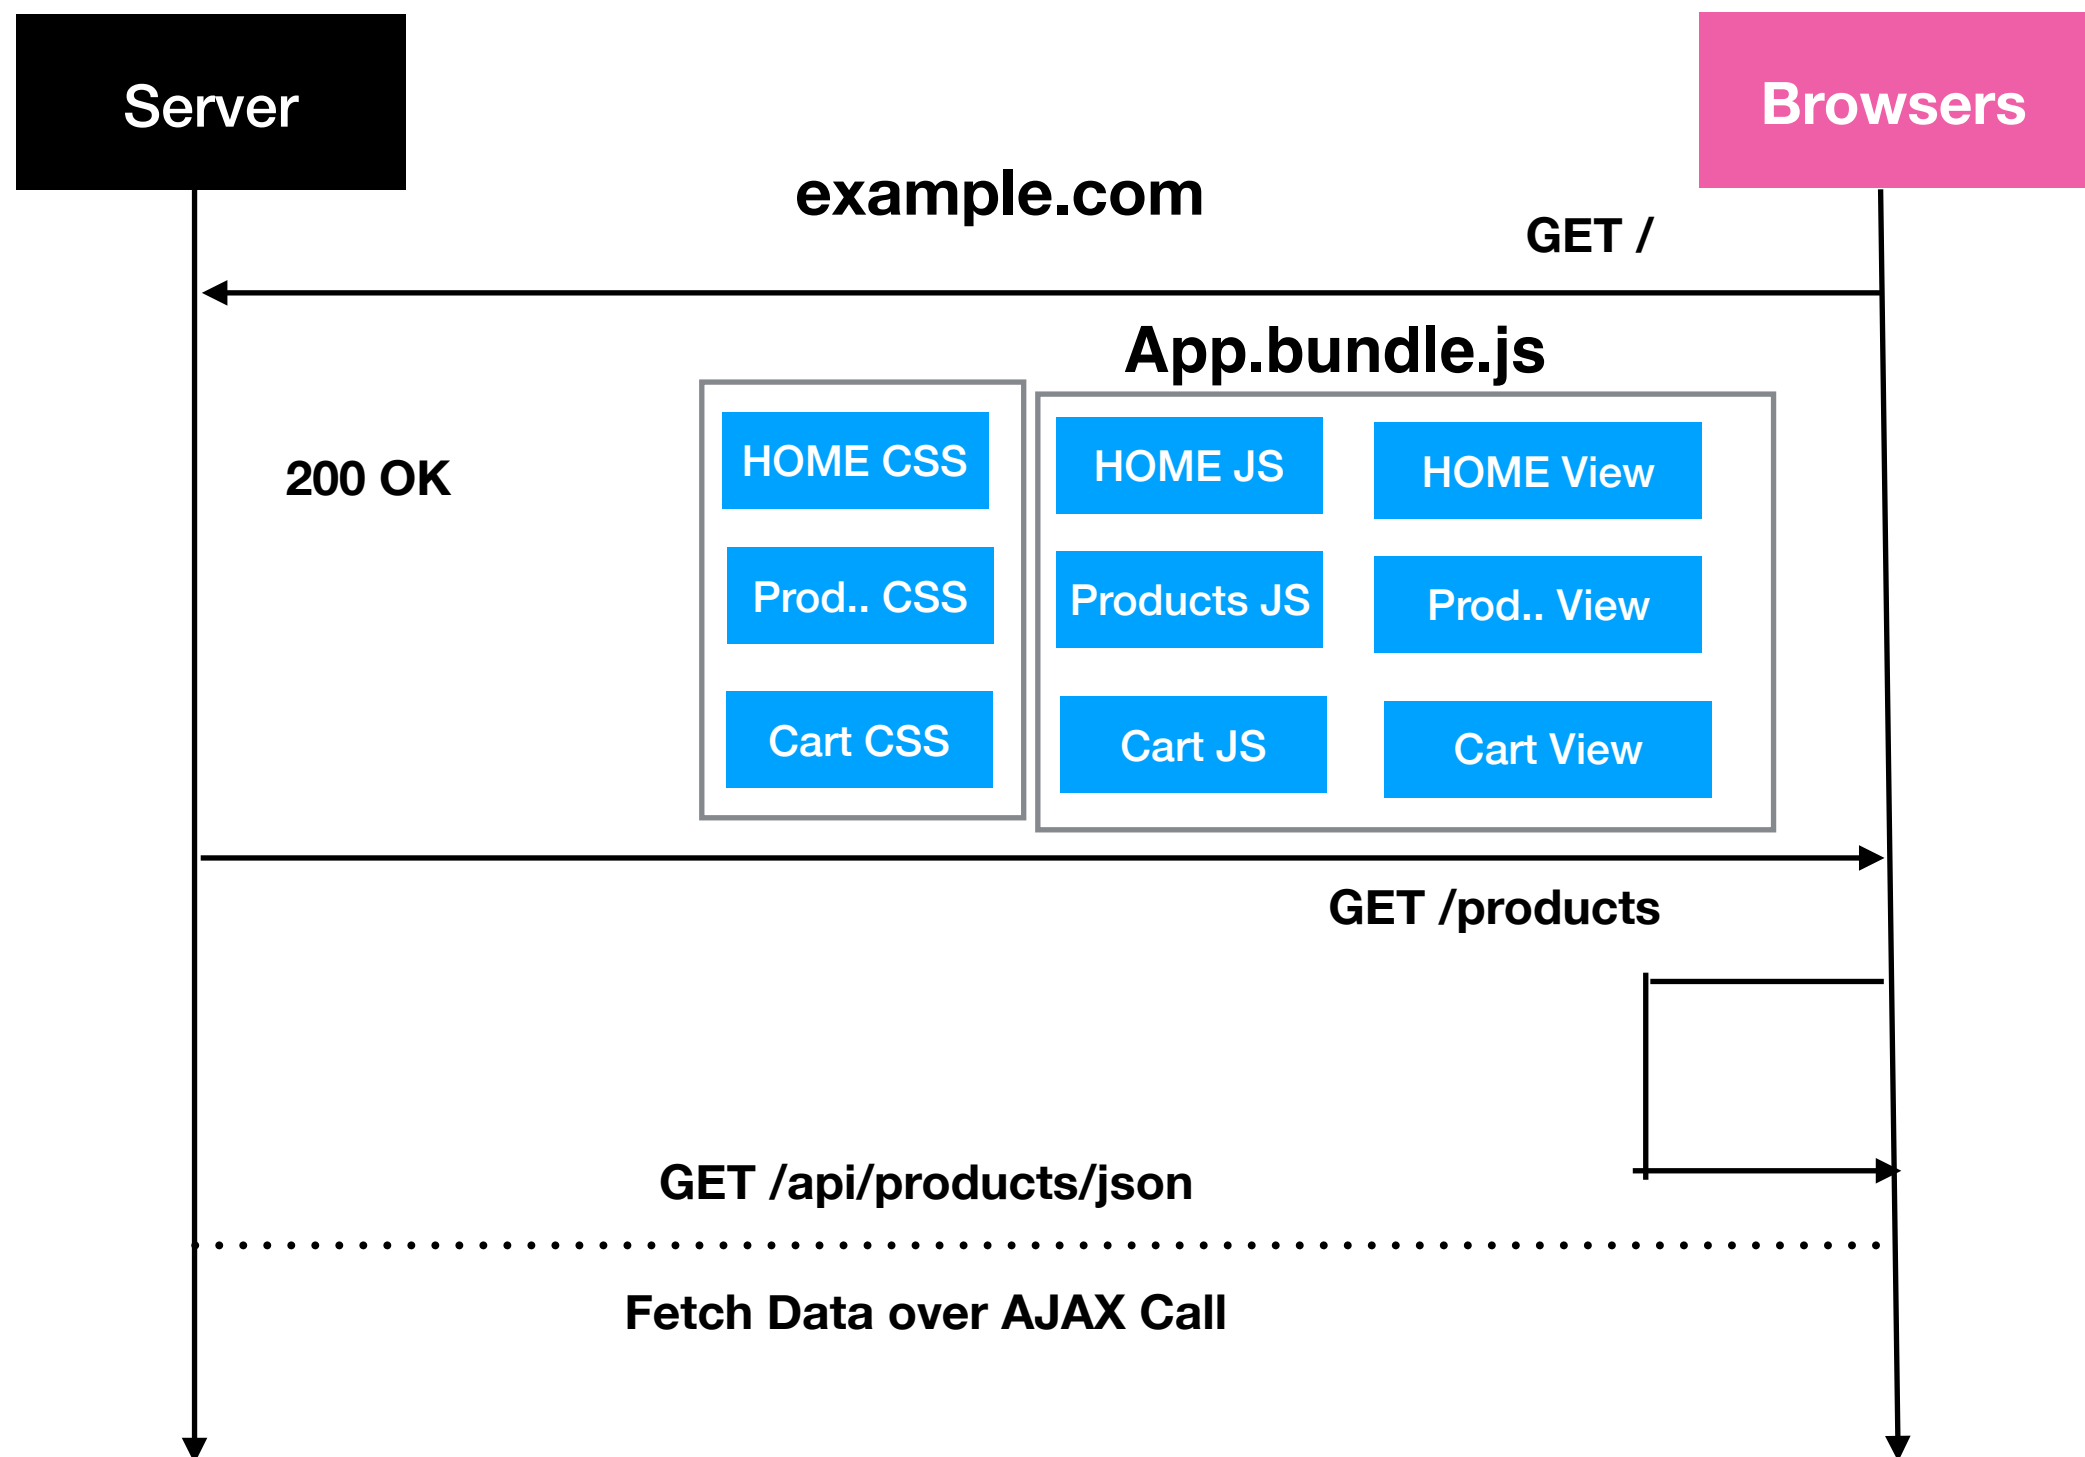 Server
Browsers
example.com
GET /
App.bundle.js
200 OK
HOME CSS
HOME JS
HOME View
Prod.. CSS
Products JS
Prod.. View
Cart CSS
Cart JS
Cart View
GET /products
GET /api/products/json
Fetch Data over AJAX Call